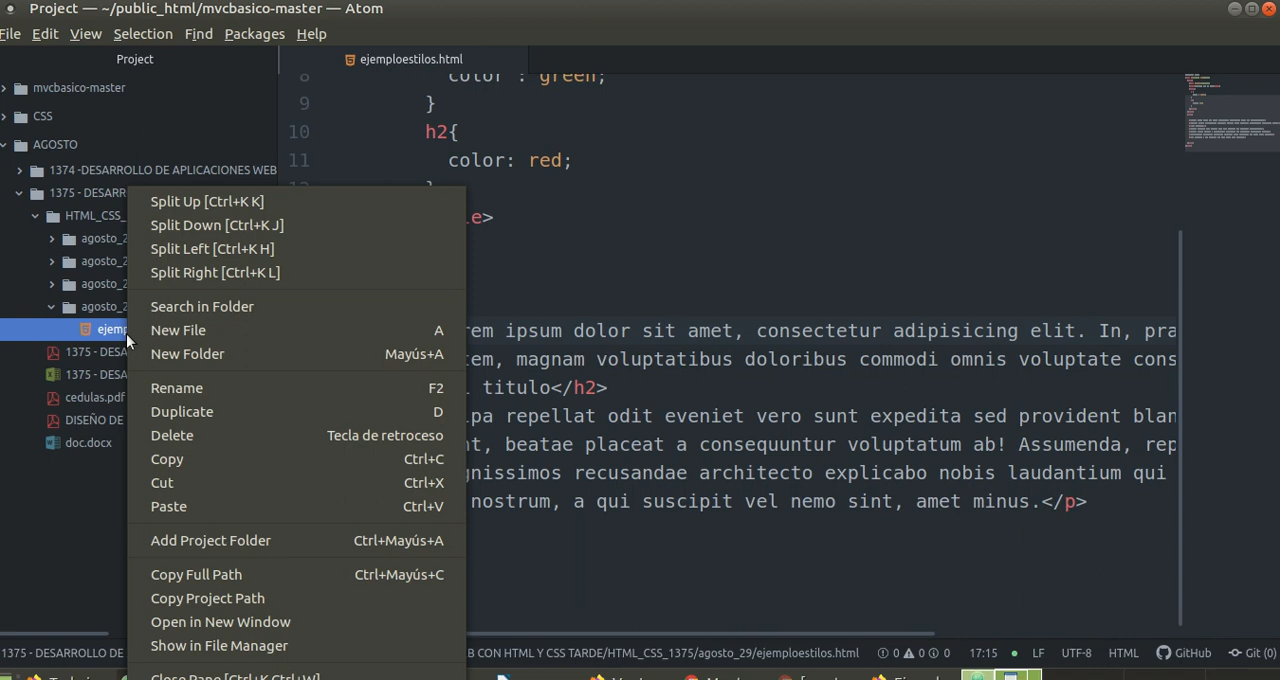 Project — ~/public_html/mvcbasico-master — Atom
File Edit View Selection Find Packages Help
Project
ejemploestilos.html
mvcbasico-master
CSS
AGOSTO
1374 -DESARROLLO DE APLICACIONES WEB
1375 - DESARR
HTML_CSS_
agosto_2
agosto_2
agosto_2
agosto_2
ejemp
1375 - DESA
1375 - DESA
cedulas.pdf
DISEÑO DE
doc.docx
8 color : green;
9 }
10 h2{
11 color: red;
12 }
le>
rem ipsum dolor sit amet, consectetur adipisicing elit. In, pra
tem, magnam voluptatibus doloribus commodi omnis voluptate cons
titulo</h2>
lpa repellat odit eveniet vero sunt expedita sed provident blan
nt, beatae placeat a consequuntur voluptatum ab! Assumenda, rep
gnissimos recusandae architecto explicabo nobis laudantium qui
nostrum, a qui suscipit vel nemo sint, amet minus.</p>
Split Up [Ctrl+K K]
Split Down [Ctrl+K J]
Split Left [Ctrl+K H]
Split Right [Ctrl+K L]
Search in Folder
New File A
New Folder Mayús+A
Rename F2
Duplicate D
Delete Tecla de retroceso
Copy Ctrl+C
Cut Ctrl+X
Paste Ctrl+V
Add Project Folder Ctrl+Mayús+A
Copy Full Path Ctrl+Mayús+C
Copy Project Path
Open in New Window
Show in File Manager
Close Pane [Ctrl+K Ctrl+W]
1375 - DESARROLLO DE
B CON HTML Y CSS TARDE/HTML_CSS_1375/agosto_29/ejemploestilos.html 0 0 0 17:15 LF UTF-8 HTML GitHub Git (0)